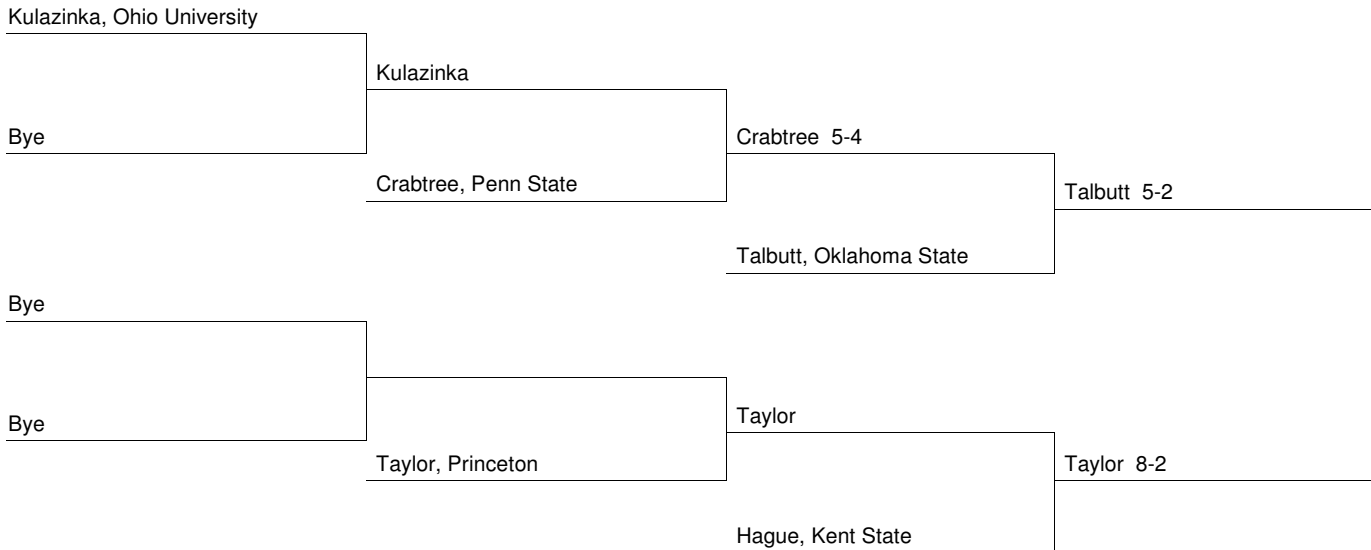 Kulazinka, Ohio University
Kulazinka
Bye
Crabtree 5-4
Crabtree, Penn State
Talbutt 5-2
Talbutt, Oklahoma State
Bye
Taylor
Bye
Taylor, Princeton
Taylor 8-2
Hague, Kent State